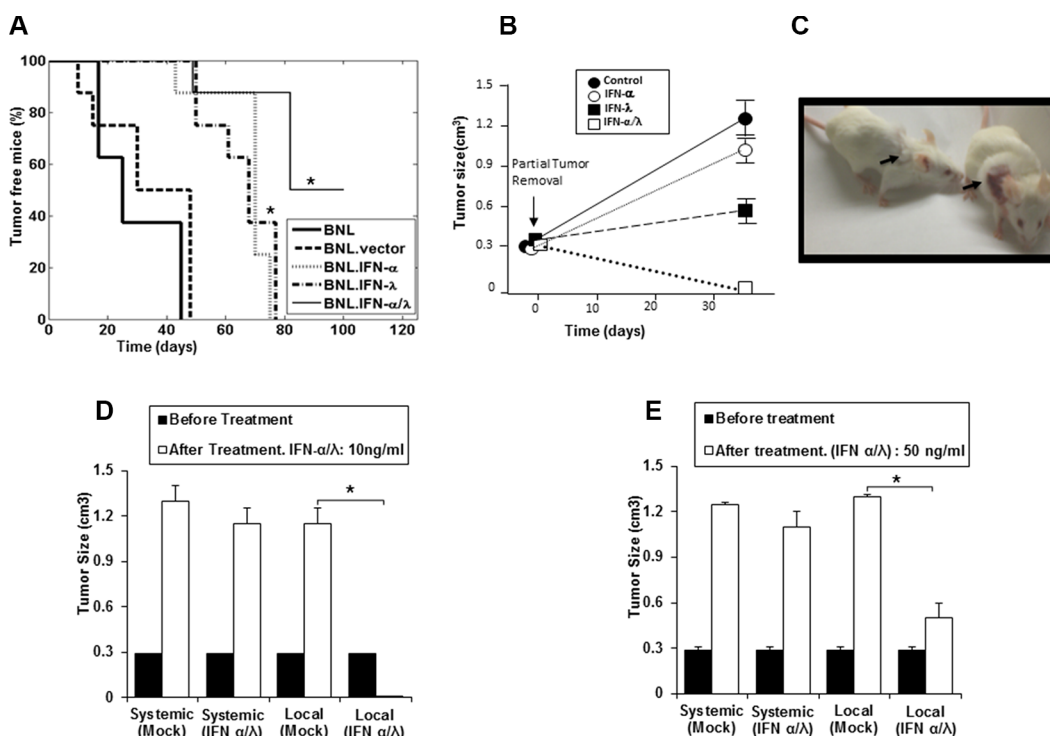 A
Tumor free mice (%)
100
80
60
40
20
0
0 20 40 60 80 100 120
Time (days)
*
*
BNL
BNL.vector
BNL.IFN-α
BNL.IFN-λ
BNL.IFN-α/λ
B
Control
IFN-α
IFN-λ
IFN-α/λ
Tumor size(cm³)
1.5
1.2
0.9
0.6
0.3
0
Partial Tumor
Removal
0 10 20 30
Time (days)
C
D
Before Treatment
After Treatment. IFN-α/λ: 10ng/ml
Tumor Size (cm3)
1.5
1.2
0.9
0.6
0.3
0
*
Systemic (Mock)
Systemic (IFN α/λ)
Local (Mock)
Local (IFN α/λ)
E
Before treatment
After treatment. (IFN α/λ) : 50 ng/ml
Tumor Size (cm3)
1.5
1.2
0.9
0.6
0.3
0
*
Systemic (Mock)
Systemic (IFN α/λ)
Local (Mock)
Local (IFN α/λ)